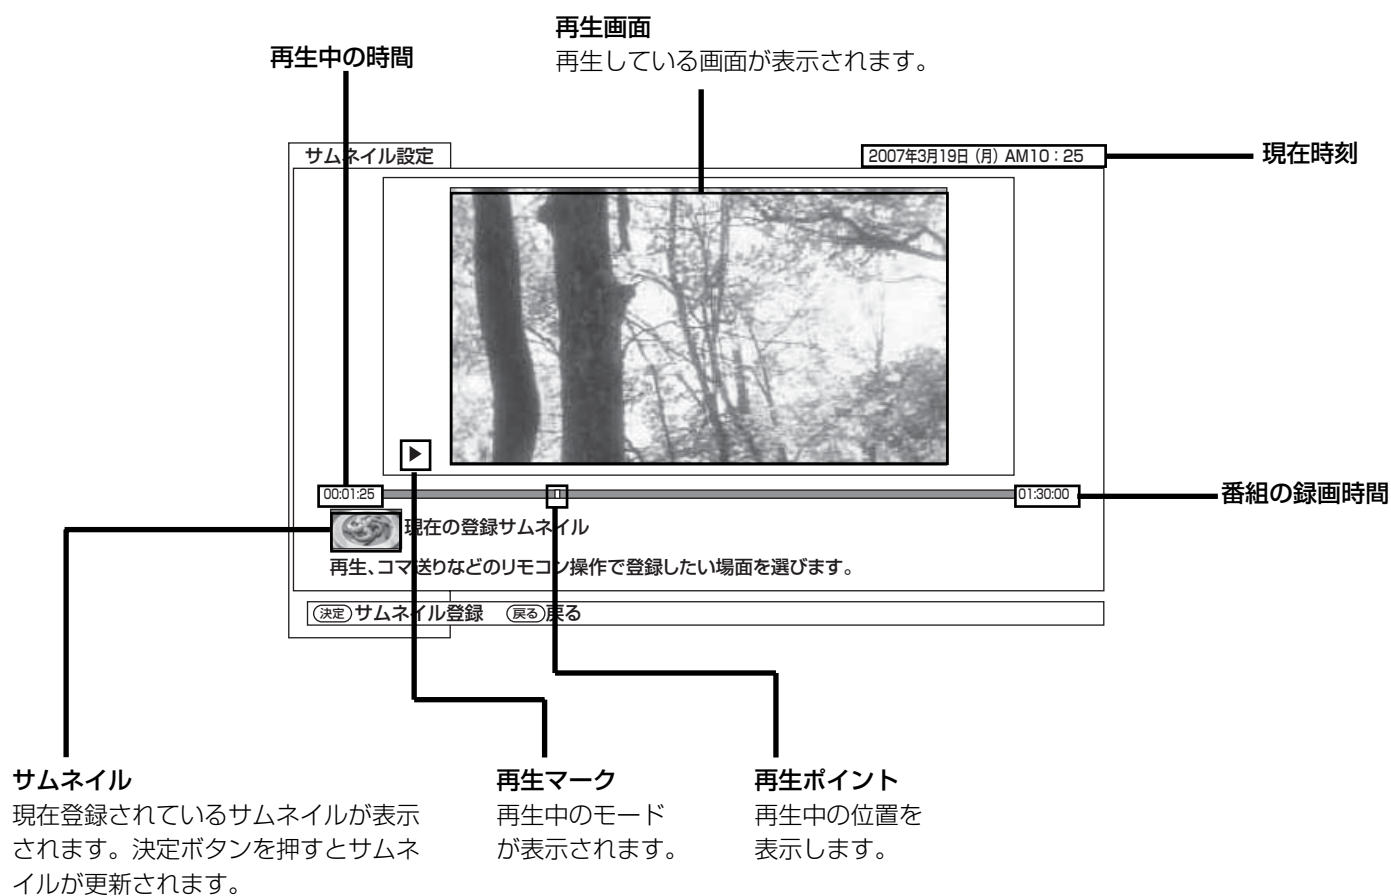 再生画面
再生している画面が表示されます。
再生中の時間
現在時刻
サムネイル設定
2007年3月19日（月）AM10：25
00:01:25
01:30:00
番組の録画時間
現在の登録サムネイル
再生、コマ送りなどのリモコン操作で登録したい場面を選びます。
決定 サムネイル登録 戻る 戻る
サムネイル
現在登録されているサムネイルが表示
されます。決定ボタンを押すとサムネ
イルが更新されます。
再生マーク
再生中のモード
が表示されます。
再生ポイント
再生中の位置を
表示します。